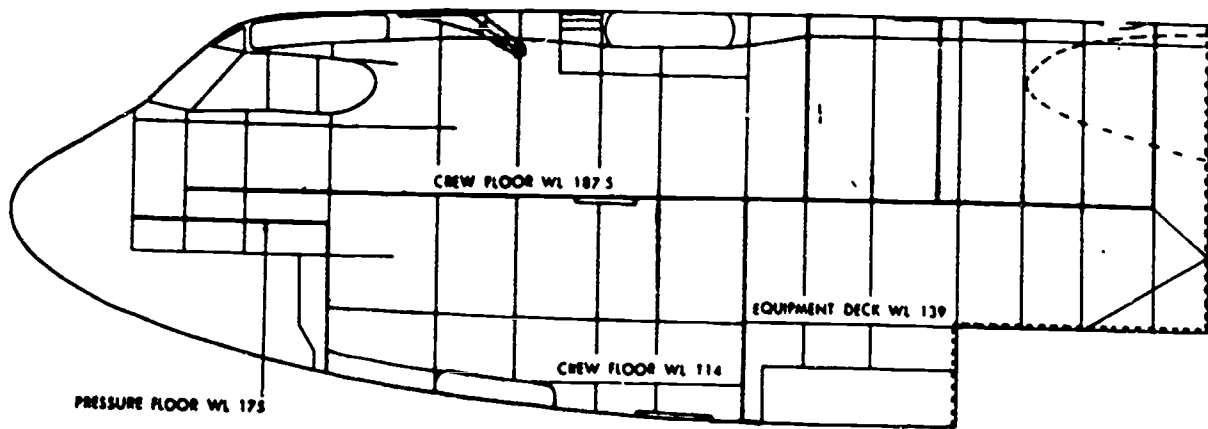 CREW FLOOR WL 187.5
EQUIPMENT DECK WL 139
CREW FLOOR WL 114
PRESSURE FLOOR WL 175